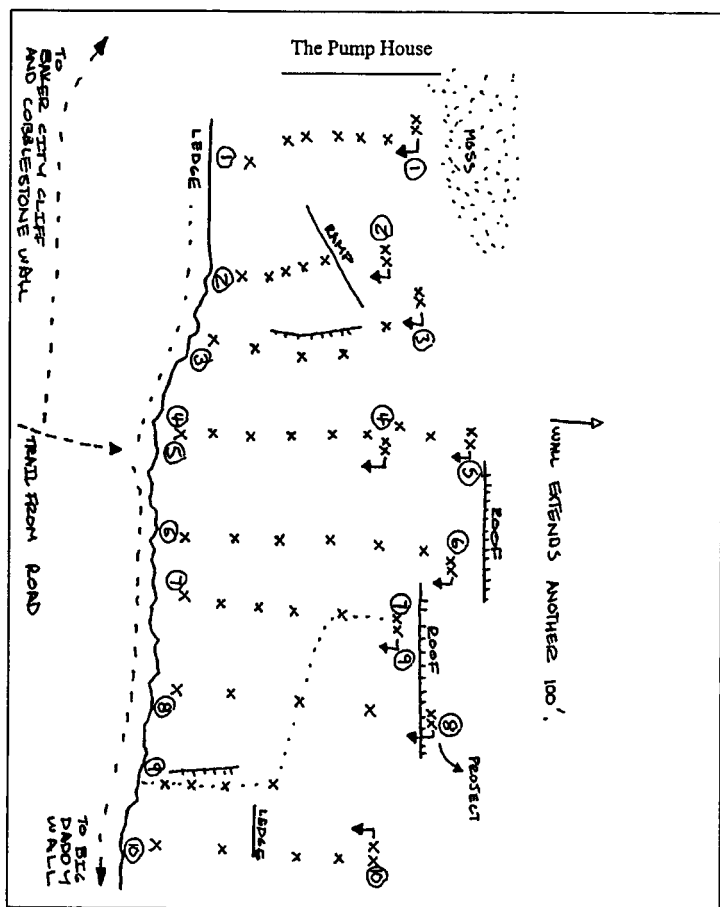 The Pump House
MOSS
LEDGE
RAMP
ROOF
ROOF
LEDGE
PROJECT
WALL EXTENDS ANOTHER 100'.
TO
BAKER CITY CLIFF
AND COBBLESTONE WALL
TRAIL FROM ROAD
TO BIG
DADDY
WALL
1
1
2
2
3
3
4
4
5
5
6
6
7
7
8
8
9
9
10
10